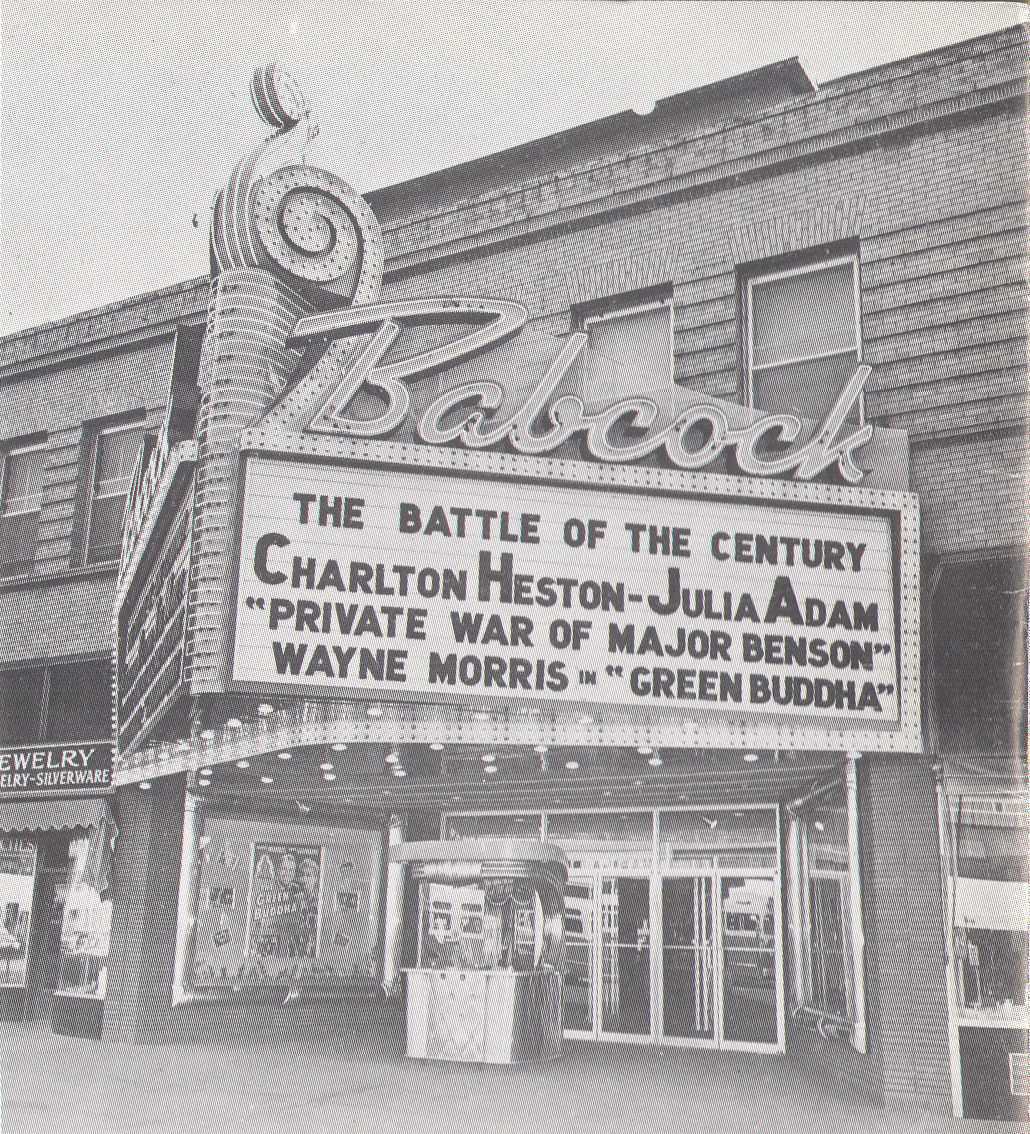 Babcock
THE BATTLE OF THE CENTURY
CHARLTON HESTON-JULIA ADAM
"PRIVATE WAR OF MAJOR BENSON"
WAYNE MORRIS IN "GREEN BUDDHA"
EWELRY
ELRY-SILVERWARE
GREEN
BUDDHA